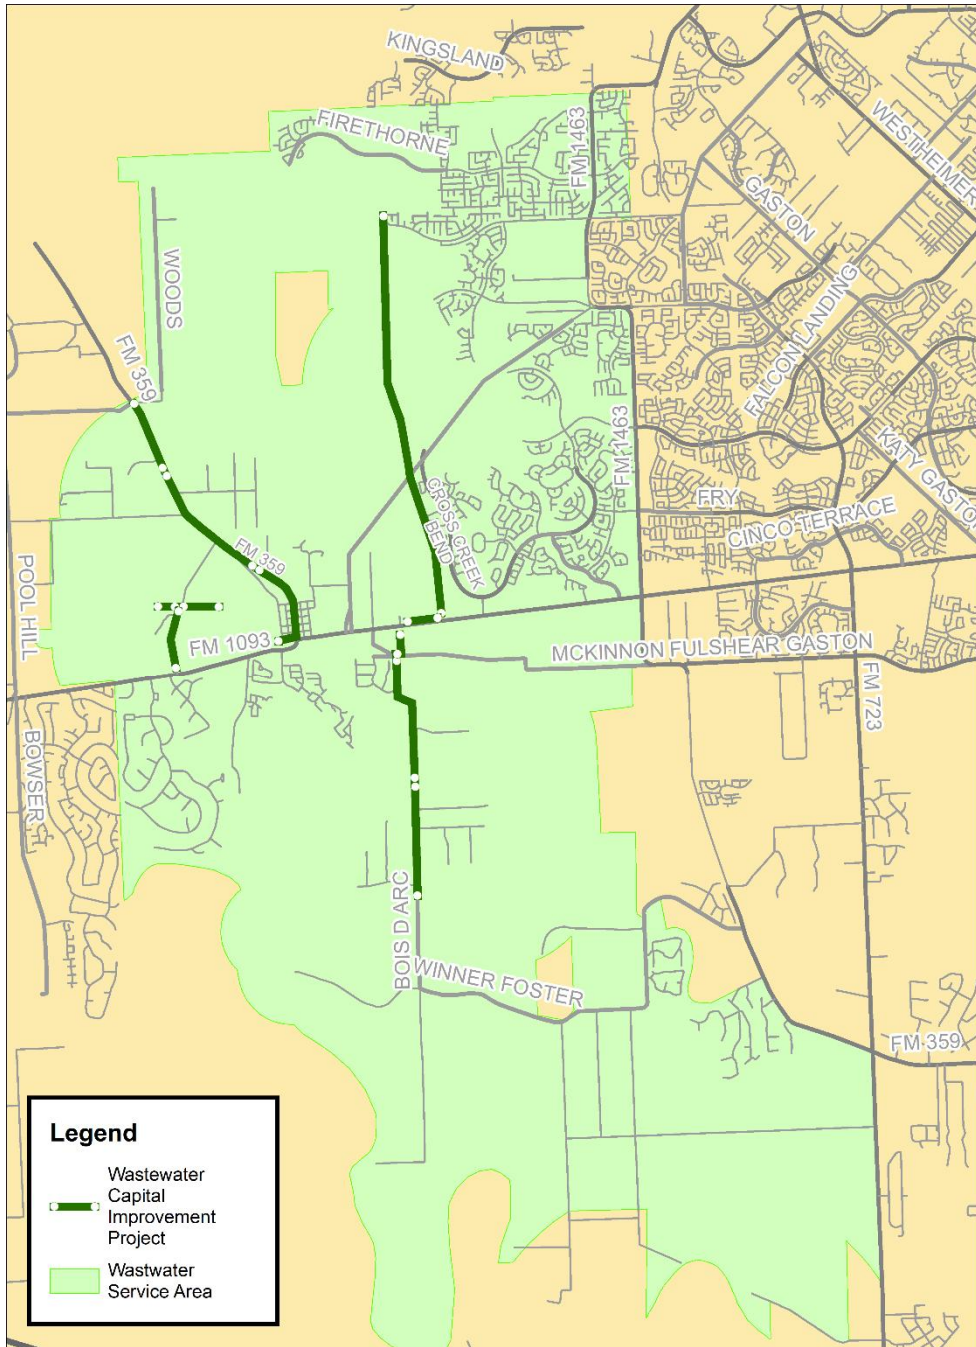 KINGSLAND
FIRETHORNE
FM 1463
WESTHEIMER
GASTON
WOODS
FALCON LANDING
FM 359
FM 1463
KATY GASTON
CROSS CREEK
BEND
FRY
CINCO TERRACE
FM 359
POOL HILL
FM 1093
MCKINNON FULSHEAR GASTON
FM 723
BOWSER
BOIS D ARC
WINNER FOSTER
FM 359
Legend
Wastewater
Capital
Improvement
Project
Wastwater
Service Area